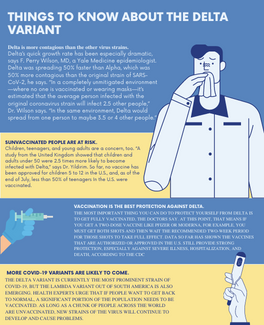 THINGS TO KNOW ABOUT THE DELTA
VARIANT
Delta is more contagious than the other virus strains.
Delta's quick growth rate has been especially dramatic,
says F. Perry Wilson, MD, a Yale Medicine epidemiologist.
Delta was spreading 50% faster than Alpha, which was
50% more contagious than the original strain of SARS-
CoV-2, he says. "In a completely unmitigated environment
—where no one is vaccinated or wearing masks—it's
estimated that the average person infected with the
original coronavirus strain will infect 2.5 other people,"
Dr. Wilson says. "In the same environment, Delta would
spread from one person to maybe 3.5 or 4 other people."
SUNVACCINATED PEOPLE ARE AT RISK.
Children, teenagers, and young adults are a concern, too. "A
study from the United Kingdom showed that children and
adults under 50 were 2.5 times more likely to become
infected with Delta," says Dr. Yildirim. So far, no vaccine has
been approved for children 5 to 12 in the U.S., and, as of the
end of July, less than 50% of teenagers in the U.S. were
vaccinated.
VACCINATION IS THE BEST PROTECTION AGAINST DELTA.
THE MOST IMPORTANT THING YOU CAN DO TO PROTECT YOURSELF FROM DELTA IS
TO GET FULLY VACCINATED, THE DOCTORS SAY. AT THIS POINT, THAT MEANS IF
YOU GET A TWO-DOSE VACCINE LIKE PFIZER OR MODERNA, FOR EXAMPLE, YOU
MUST GET BOTH SHOTS AND THEN WAIT THE RECOMMENDED TWO-WEEK PERIOD
FOR THOSE SHOTS TO TAKE FULL EFFECT. DATA SO FAR HAS SHOWN THE VACCINES
THAT ARE AUTHORIZED OR APPROVED IN THE U.S. STILL PROVIDE STRONG
PROTECTION, ESPECIALLY AGAINST SEVERE ILLNESS, HOSPITALIZATION, AND
DEATH, ACCORDING TO THE CDC
MORE COVID-19 VARIANTS ARE LIKELY TO COME.
THE DELTA VARIANT IS CURRENTLY THE MOST PROMINENT STRAIN OF
COVID-19, BUT THE LAMBDA VARIANT OUT OF SOUTH AMERICA IS ALSO
EMERGING. HEALTH EXPERTS URGE THAT IF PEOPLE WANT TO GET BACK
TO NORMAL, A SIGNIFICANT PORTION OF THE POPULATION NEEDS TO BE
VACCINATED. AS LONG AS A CHUNK OF PEOPLE ACROSS THE WORLD
ARE UNVACCINATED, NEW STRAINS OF THE VIRUS WILL CONTINUE TO
DEVELOP AND CAUSE PROBLEMS.